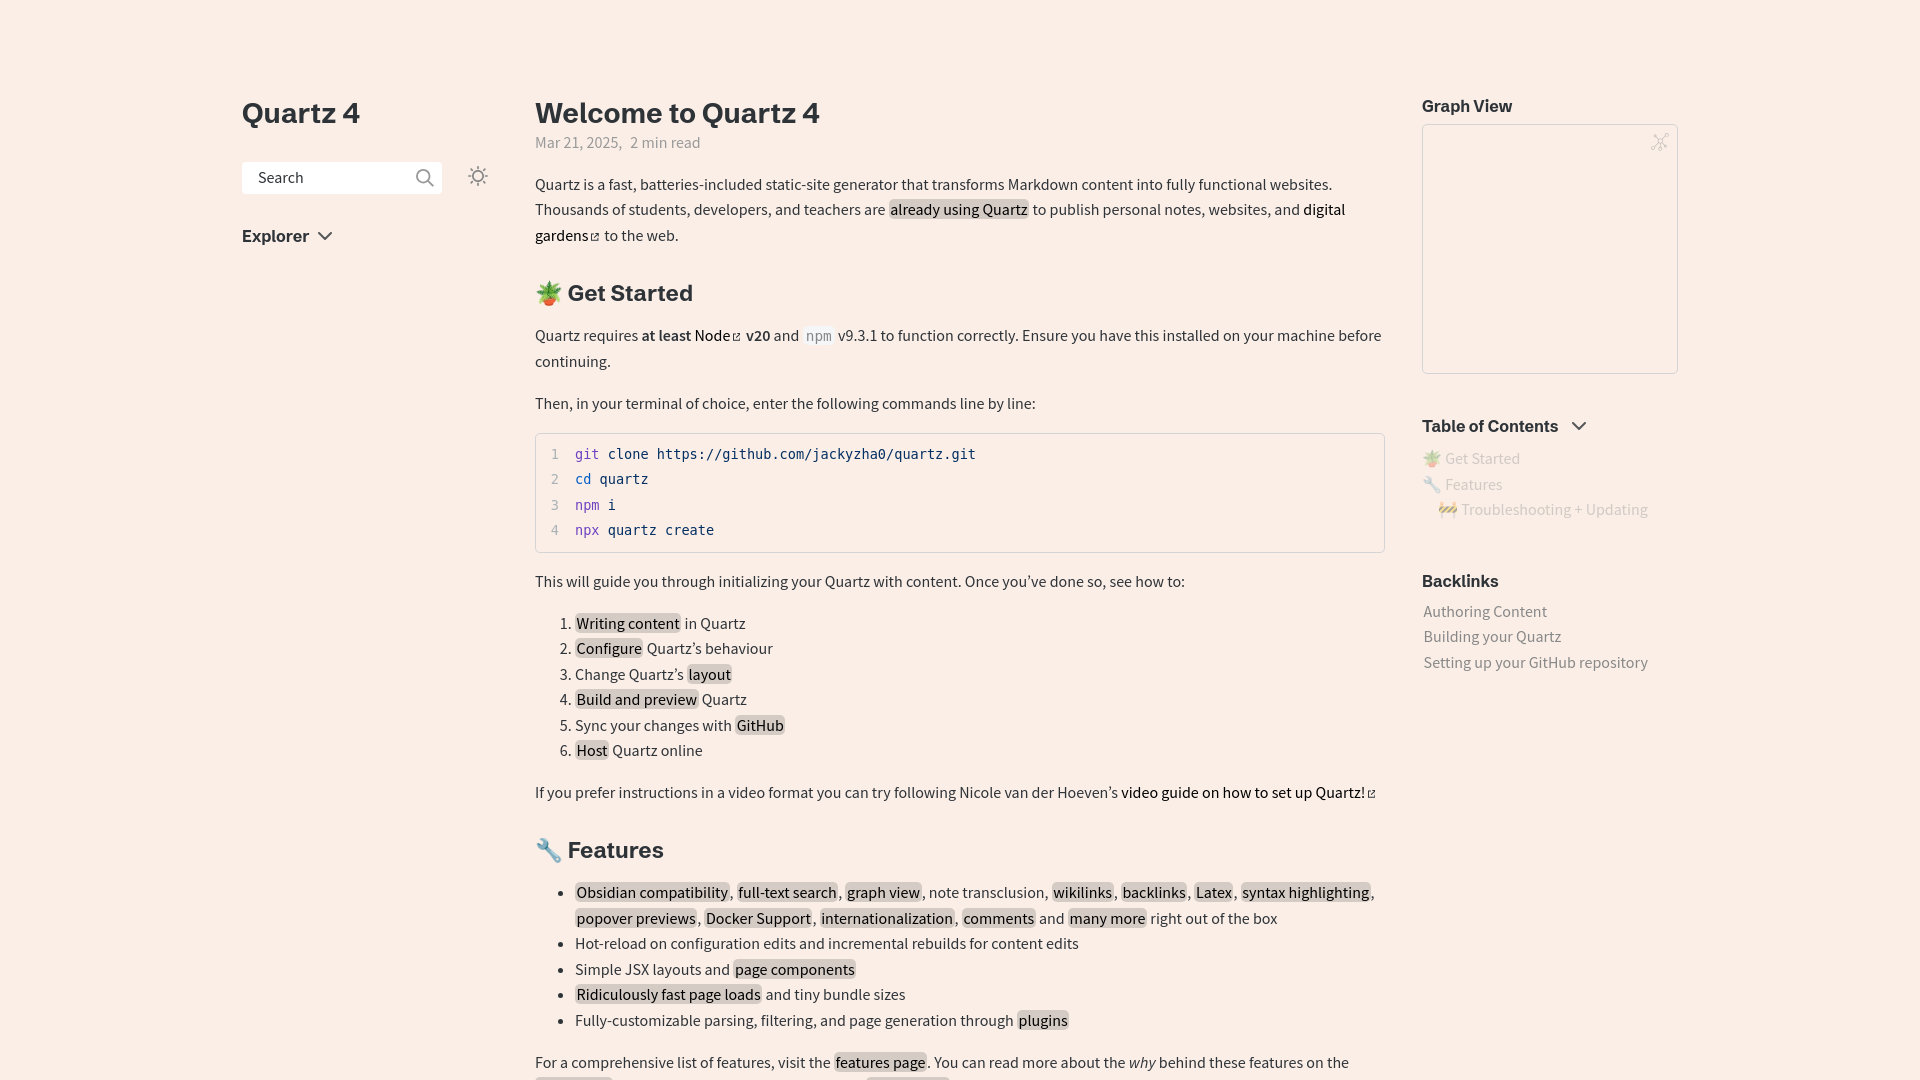 Quartz 4
Search
Explorer
Welcome to Quartz 4
Mar 21, 2025, 2 min read
Quartz is a fast, batteries-included static-site generator that transforms Markdown content into fully functional websites.
Thousands of students, developers, and teachers are already using Quartz to publish personal notes, websites, and digital
gardens to the web.
🪴 Get Started
Quartz requires at least Node v20 and npm v9.3.1 to function correctly. Ensure you have this installed on your machine before
continuing.
Then, in your terminal of choice, enter the following commands line by line:
1 git clone https://github.com/jackyzha0/quartz.git
2 cd quartz
3 npm i
4 npx quartz create
This will guide you through initializing your Quartz with content. Once you’ve done so, see how to:
1. Writing content in Quartz
2. Configure Quartz’s behaviour
3. Change Quartz’s layout
4. Build and preview Quartz
5. Sync your changes with GitHub
6. Host Quartz online
If you prefer instructions in a video format you can try following Nicole van der Hoeven’s video guide on how to set up Quartz!
🔧 Features
• Obsidian compatibility, full-text search, graph view, note transclusion, wikilinks, backlinks, Latex, syntax highlighting,
popover previews, Docker Support, internationalization, comments and many more right out of the box
• Hot-reload on configuration edits and incremental rebuilds for content edits
• Simple JSX layouts and page components
• Ridiculously fast page loads and tiny bundle sizes
• Fully-customizable parsing, filtering, and page generation through plugins
For a comprehensive list of features, visit the features page. You can read more about the why behind these features on the
Graph View
Table of Contents
🪴 Get Started
🔧 Features
🚧 Troubleshooting + Updating
Backlinks
Authoring Content
Building your Quartz
Setting up your GitHub repository